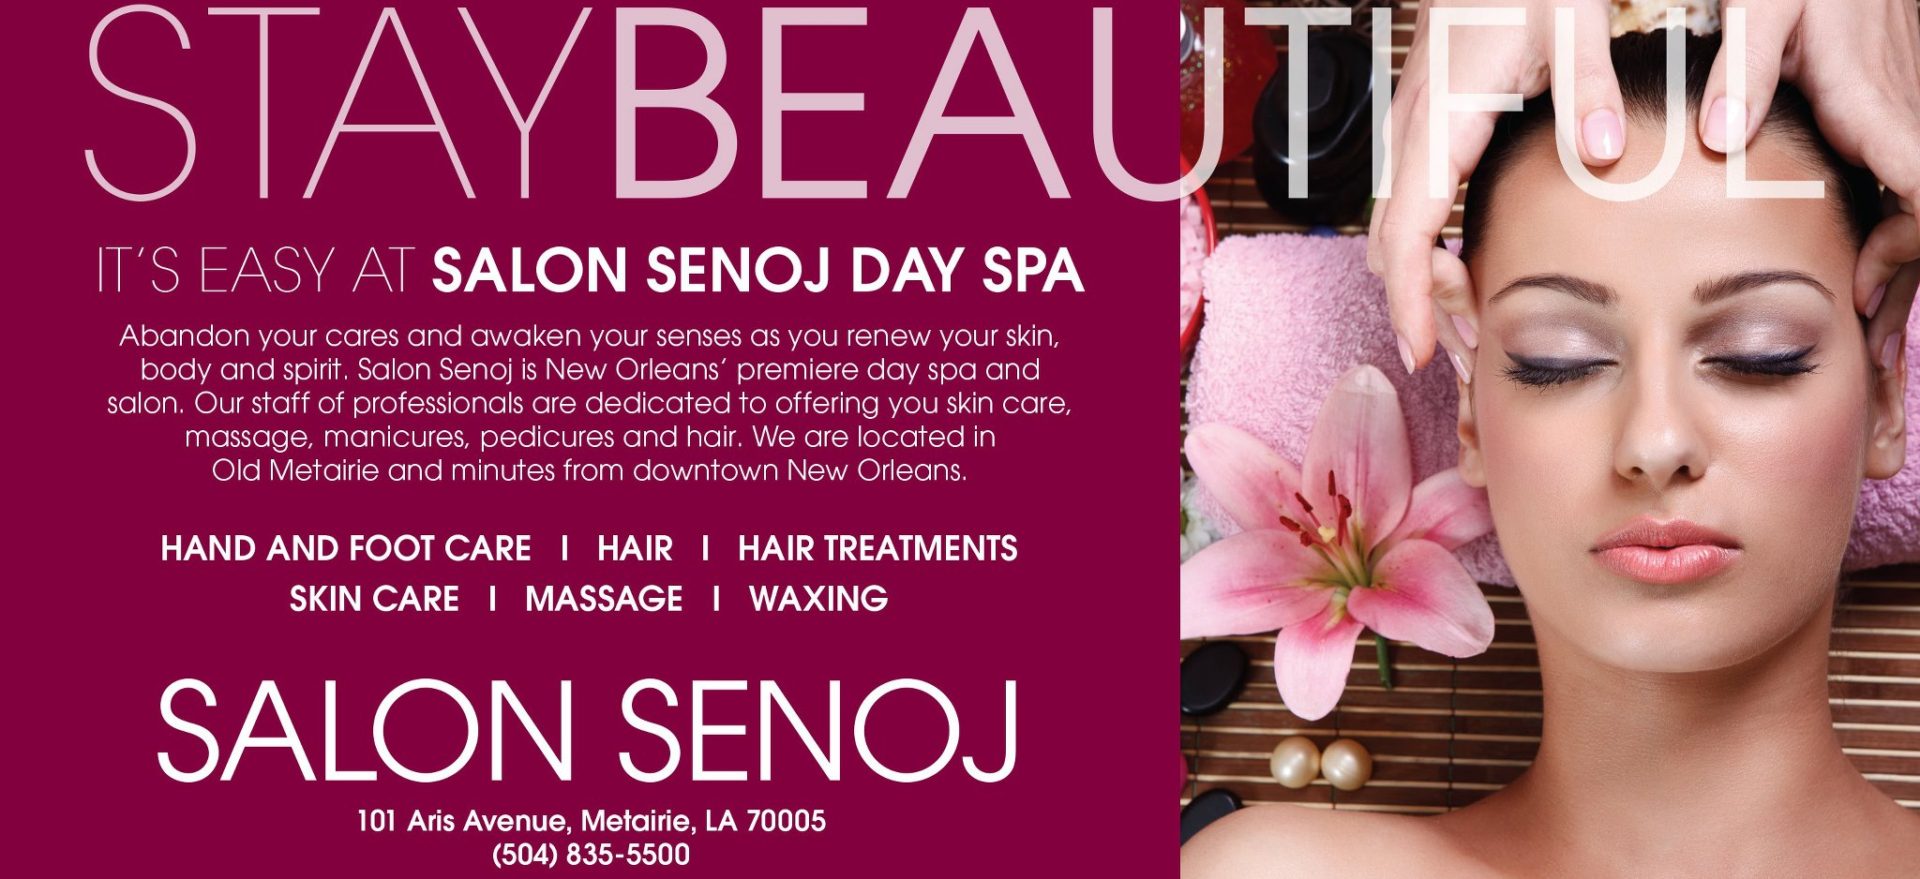 STAYBEAUTIFUL
IT'S EASY AT SALON SENOJ DAY SPA
Abandon your cares and awaken your senses as you renew your skin,
body and spirit. Salon Senoj is New Orleans' premiere day spa and
salon. Our staff of professionals are dedicated to offering you skin care,
massage, manicures, pedicures and hair. We are located in
Old Metairie and minutes from downtown New Orleans.
HAND AND FOOT CARE | HAIR | HAIR TREATMENTS
SKIN CARE | MASSAGE | WAXING
SALON SENOJ
101 Aris Avenue, Metairie, LA 70005
(504) 835-5500